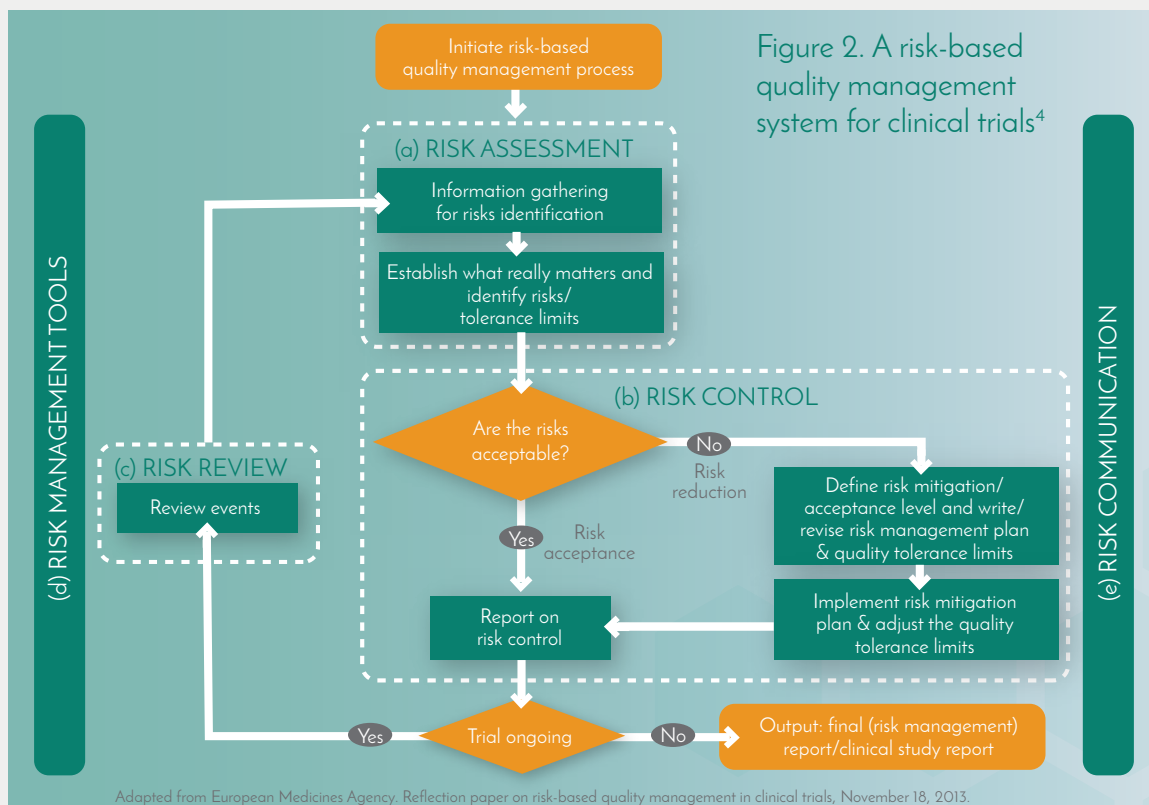 Initiate risk-based
quality management process
Figure 2. A risk-based
quality management
system for clinical trials⁴
(a) RISK ASSESSMENT
Information gathering
for risks identification
Establish what really matters and
identify risks/
tolerance limits
(b) RISK CONTROL
Are the risks
acceptable?
No
Risk
reduction
Define risk mitigation/
acceptance level and write/
revise risk management plan
& quality tolerance limits
Yes
Risk
acceptance
Implement risk mitigation
plan & adjust the quality
tolerance limits
Report on
risk control
(c) RISK REVIEW
Review events
Trial ongoing
Yes
No
Output: final (risk management)
report/clinical study report
(d) RISK MANAGEMENT TOOLS
(e) RISK COMMUNICATION
Adapted from European Medicines Agency. Reflection paper on risk-based quality management in clinical trials, November 18, 2013.